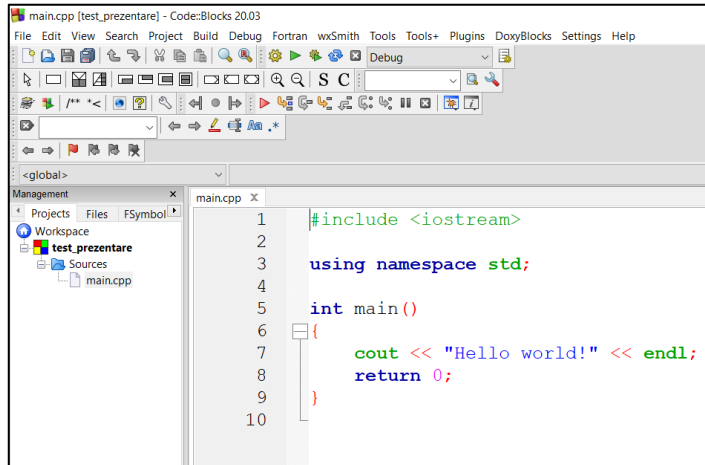 main.cpp [test_prezentare] - Code::Blocks 20.03
File Edit View Search Project Build Debug Fortran wxSmith Tools Tools+ Plugins DoxyBlocks Settings Help
Debug
S C
/** *<
Aa .*
<global>
Management x
main.cpp X
Projects Files FSymbol
Workspace
test_prezentare
Sources
main.cpp
1 #include <iostream>
2
3 using namespace std;
4
5 int main()
6 {
7 cout << "Hello world!" << endl;
8 return 0;
9 }
10